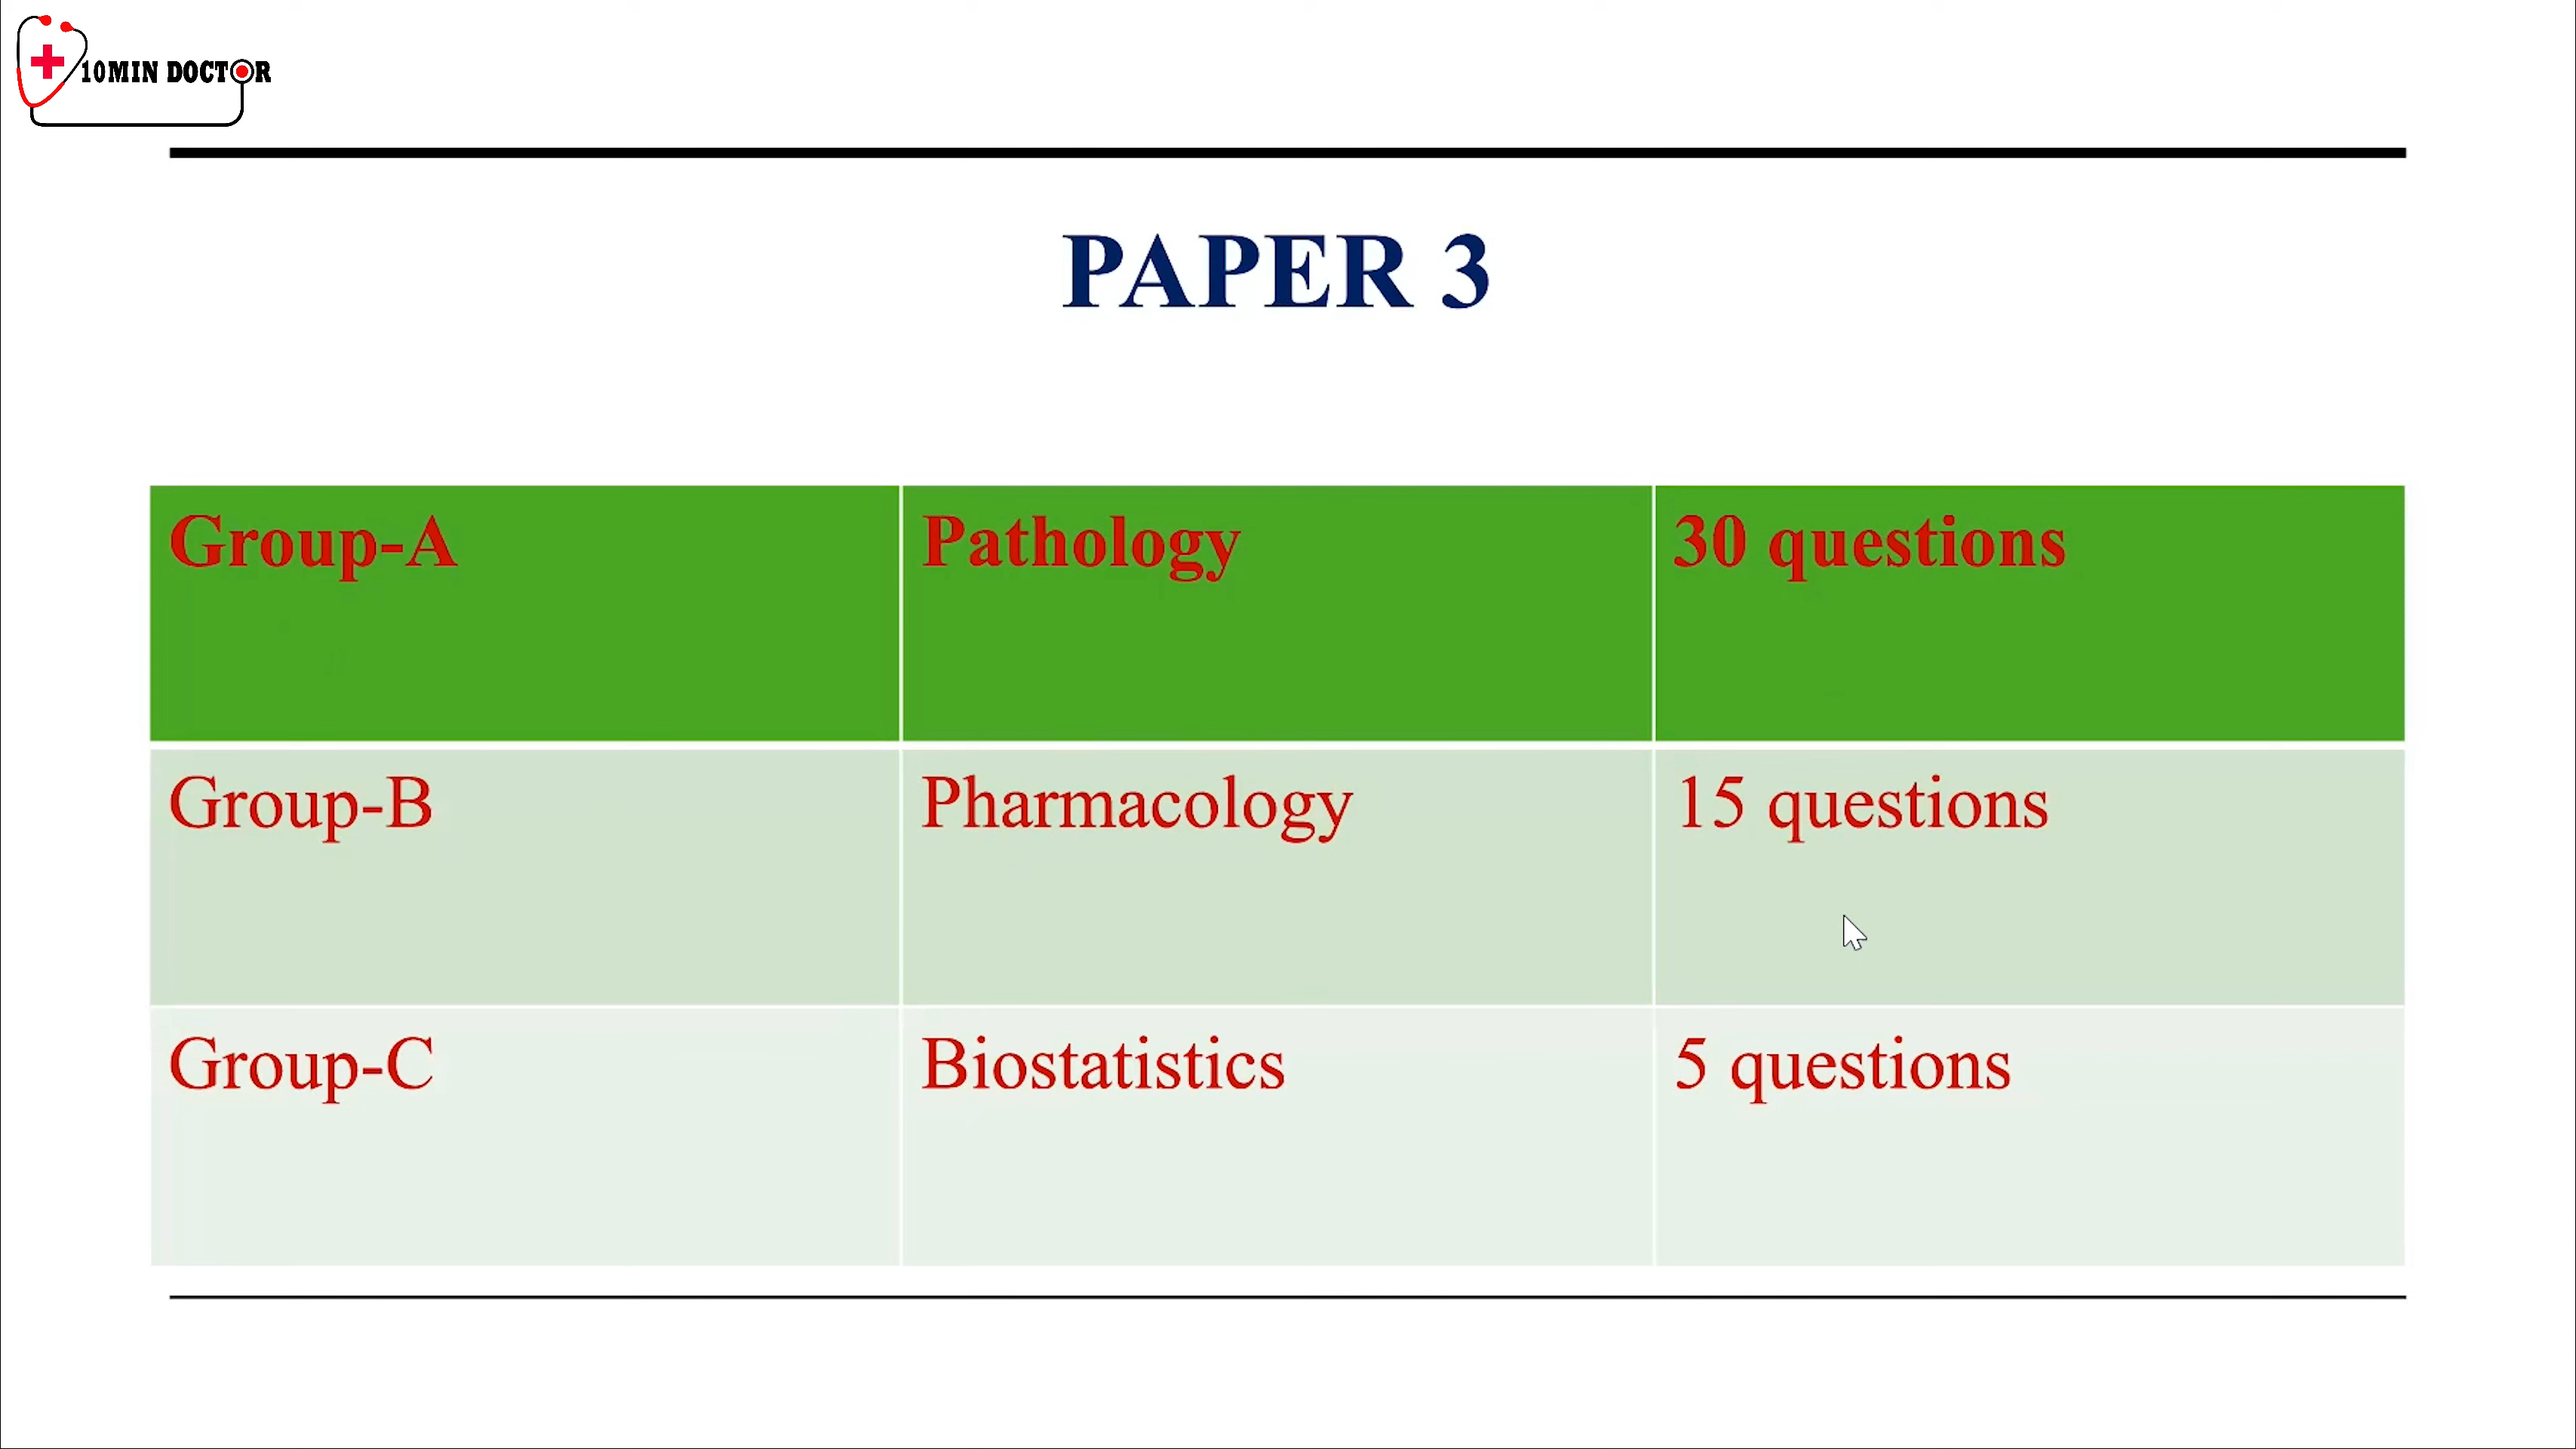 10MIN DOCTOR
PAPER 3
Group-A Pathology 30 questions
Group-B Pharmacology 15 questions
Group-C Biostatistics 5 questions